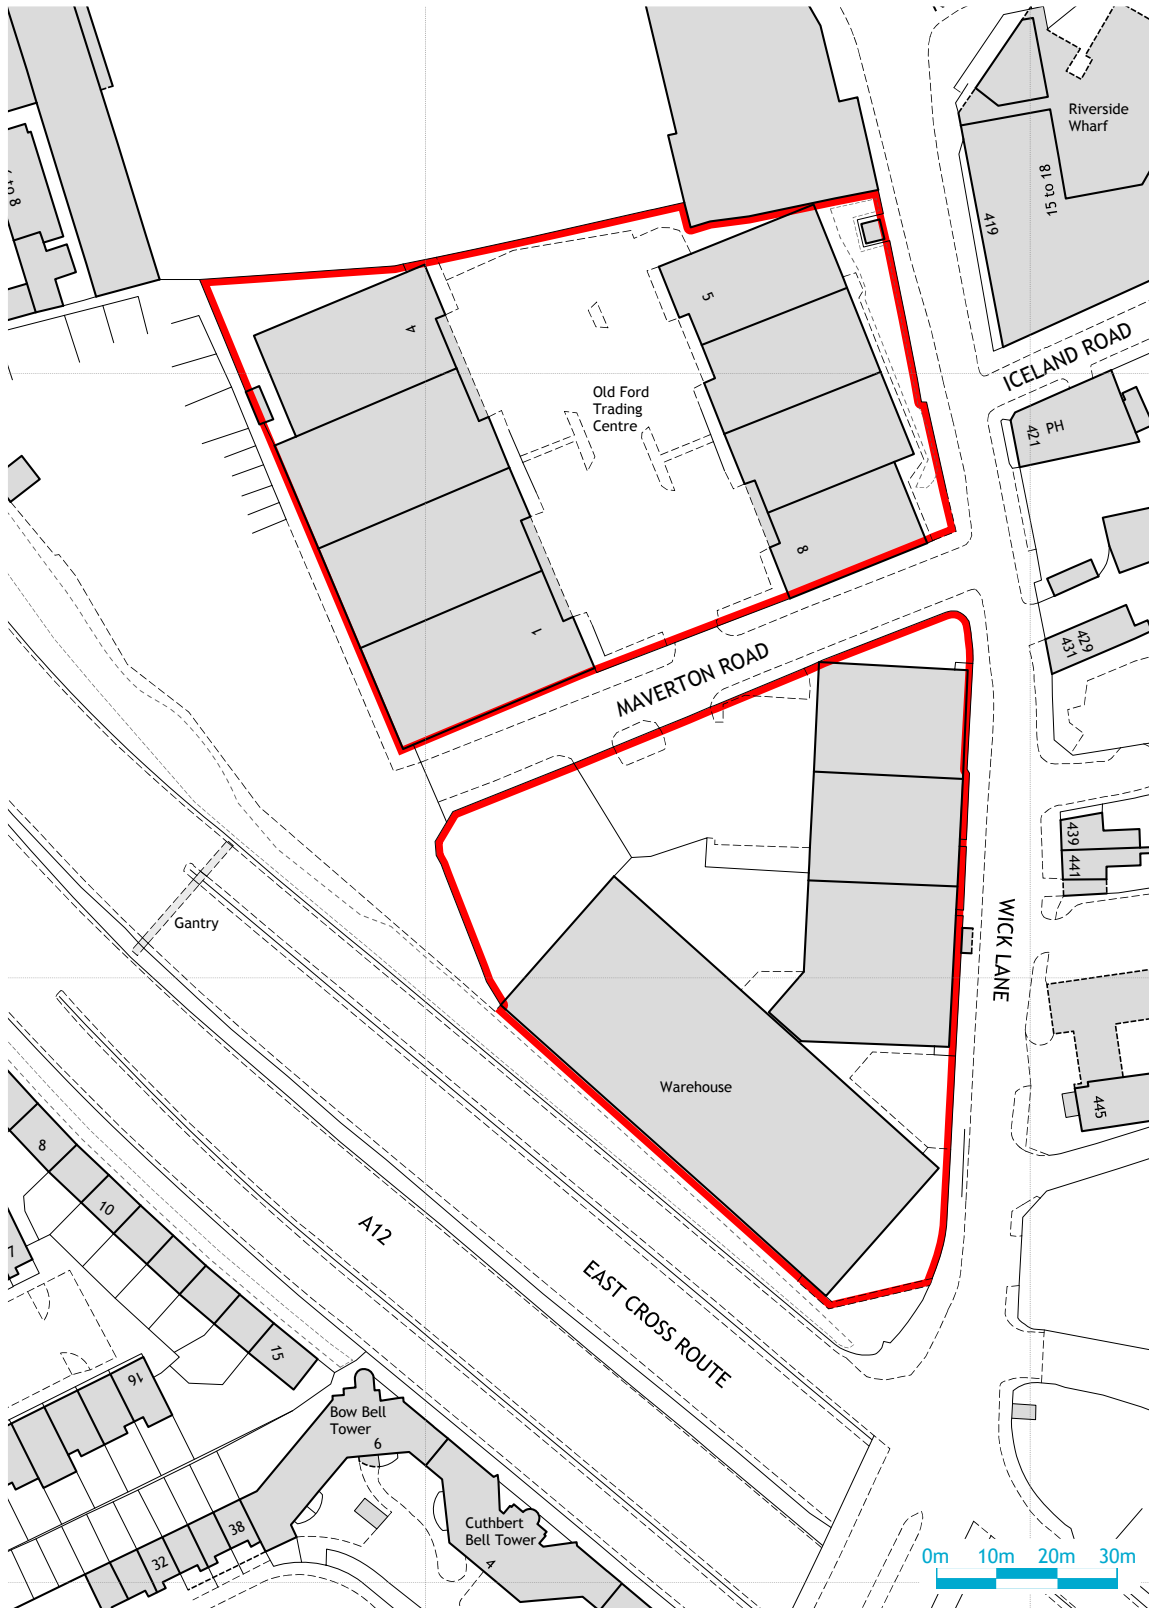 Riverside
Wharf
15 to 18
419
to 8
4
5
Old Ford
Trading
Centre
ICELAND ROAD
PH
421
8
1
429
431
MAVERTON ROAD
439
441
Gantry
WICK LANE
Warehouse
445
8
10
A12
EAST CROSS ROUTE
15
16
Bow Bell
Tower
6
38
32
Cuthbert
Bell Tower
4
0m 10m 20m 30m